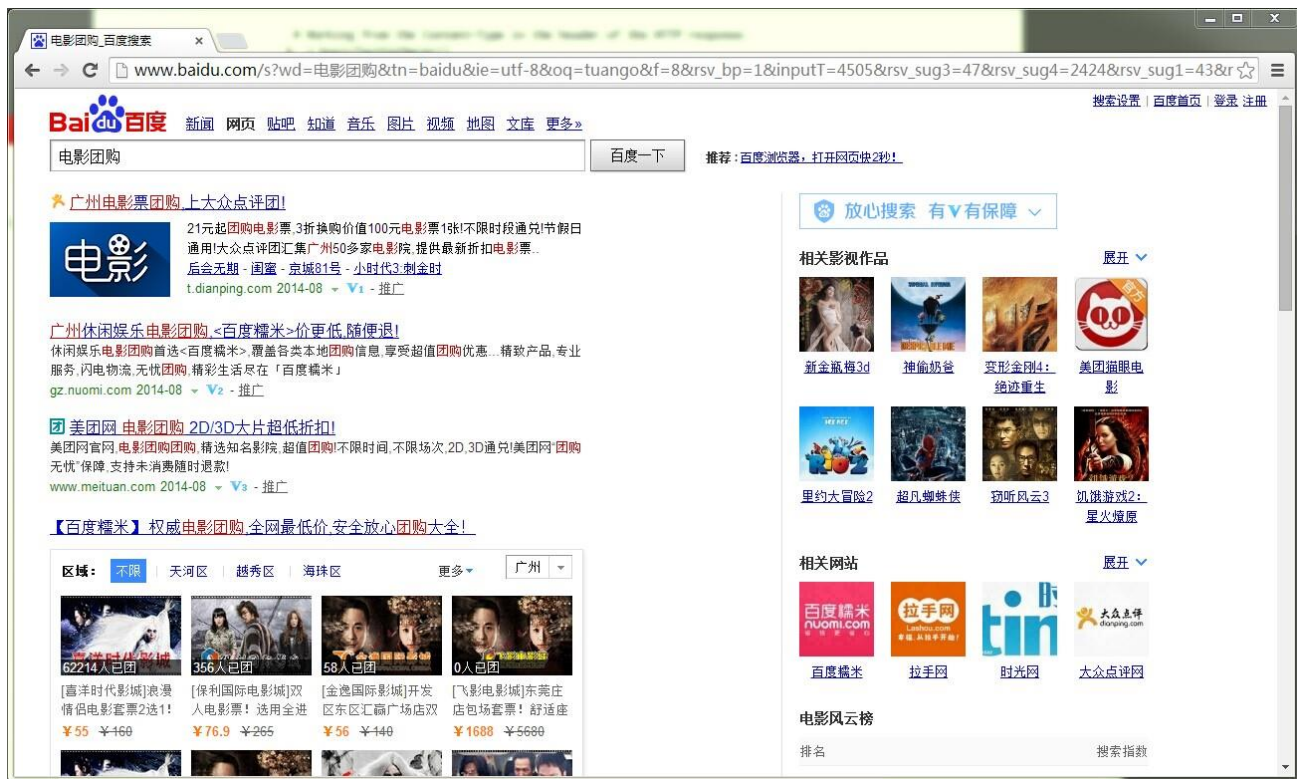 电影团购_百度搜索
www.baidu.com/s?wd=电影团购&tn=baidu&ie=utf-8&oq=tuango&f=8&rsv_bp=1&inputT=4505&rsv_sug3=47&rsv_sug4=2424&rsv_sug1=43&r
搜索设置 | 百度首页 | 登录 注册
Bai du 百度 新闻 网页 贴吧 知道 音乐 图片 视频 地图 文库 更多»
电影团购 百度一下 推荐：百度浏览器，打开网页快2秒！
广州电影票团购,上大众点评团!
电影
21元起团购电影票,3折换购价值100元电影票1张!不限时段通兑!节假日
通用!大众点评团汇集广州50多家电影院,提供最新折扣电影票..
后会无期 - 闺蜜 - 京城81号 - 小时代3:刺金时
t.dianping.com 2014-08 V1 - 推广
广州休闲娱乐电影团购,<百度糯米>价更低,随便退!
休闲娱乐电影团购首选<百度糯米>,覆盖各类本地团购信息,享受超值团购优惠...精致产品,专业
服务,闪电物流,无忧团购,精彩生活尽在「百度糯米」
gz.nuomi.com 2014-08 V2 - 推广
团 美团网 电影团购 2D/3D大片超低折扣!
美团网官网,电影团购团购,精选知名影院,超值团购!不限时间,不限场次,2D,3D通兑!美团网"团购
无忧"保障,支持未消费随时退款!
www.meituan.com 2014-08 V3 - 推广
【百度糯米】权威电影团购,全网最低价,安全放心团购大全！
区域： 不限 天河区 越秀区 海珠区 更多 广州
62214人已团 356人已团 58人已团 0人已团
[喜洋时代影城]浪漫 [保利国际电影城]双 [金逸国际影城]开发 [飞影电影城]东莞庄
情侣电影套票2选1! 人电影票！选用全进 区东区汇赢广场店双 店包场套票！舒适座
¥55 ¥160 ¥76.9 ¥265 ¥56 ¥140 ¥1688 ¥5680
放心搜索 有V有保障
相关影视作品 展开
官方
RIO2
新金瓶梅3d 神偷奶爸 变形金刚4： 美团猫眼电
绝迹重生 影
里约大冒险2 超凡蜘蛛侠 窃听风云3 饥饿游戏2：
星火燎原
相关网站 展开
百度糯米 拉手网 时 大众点评
nuomi.com Lashou.com tin dianping.com
百度糯米 拉手网 时光网 大众点评网
电影风云榜
排名 搜索指数